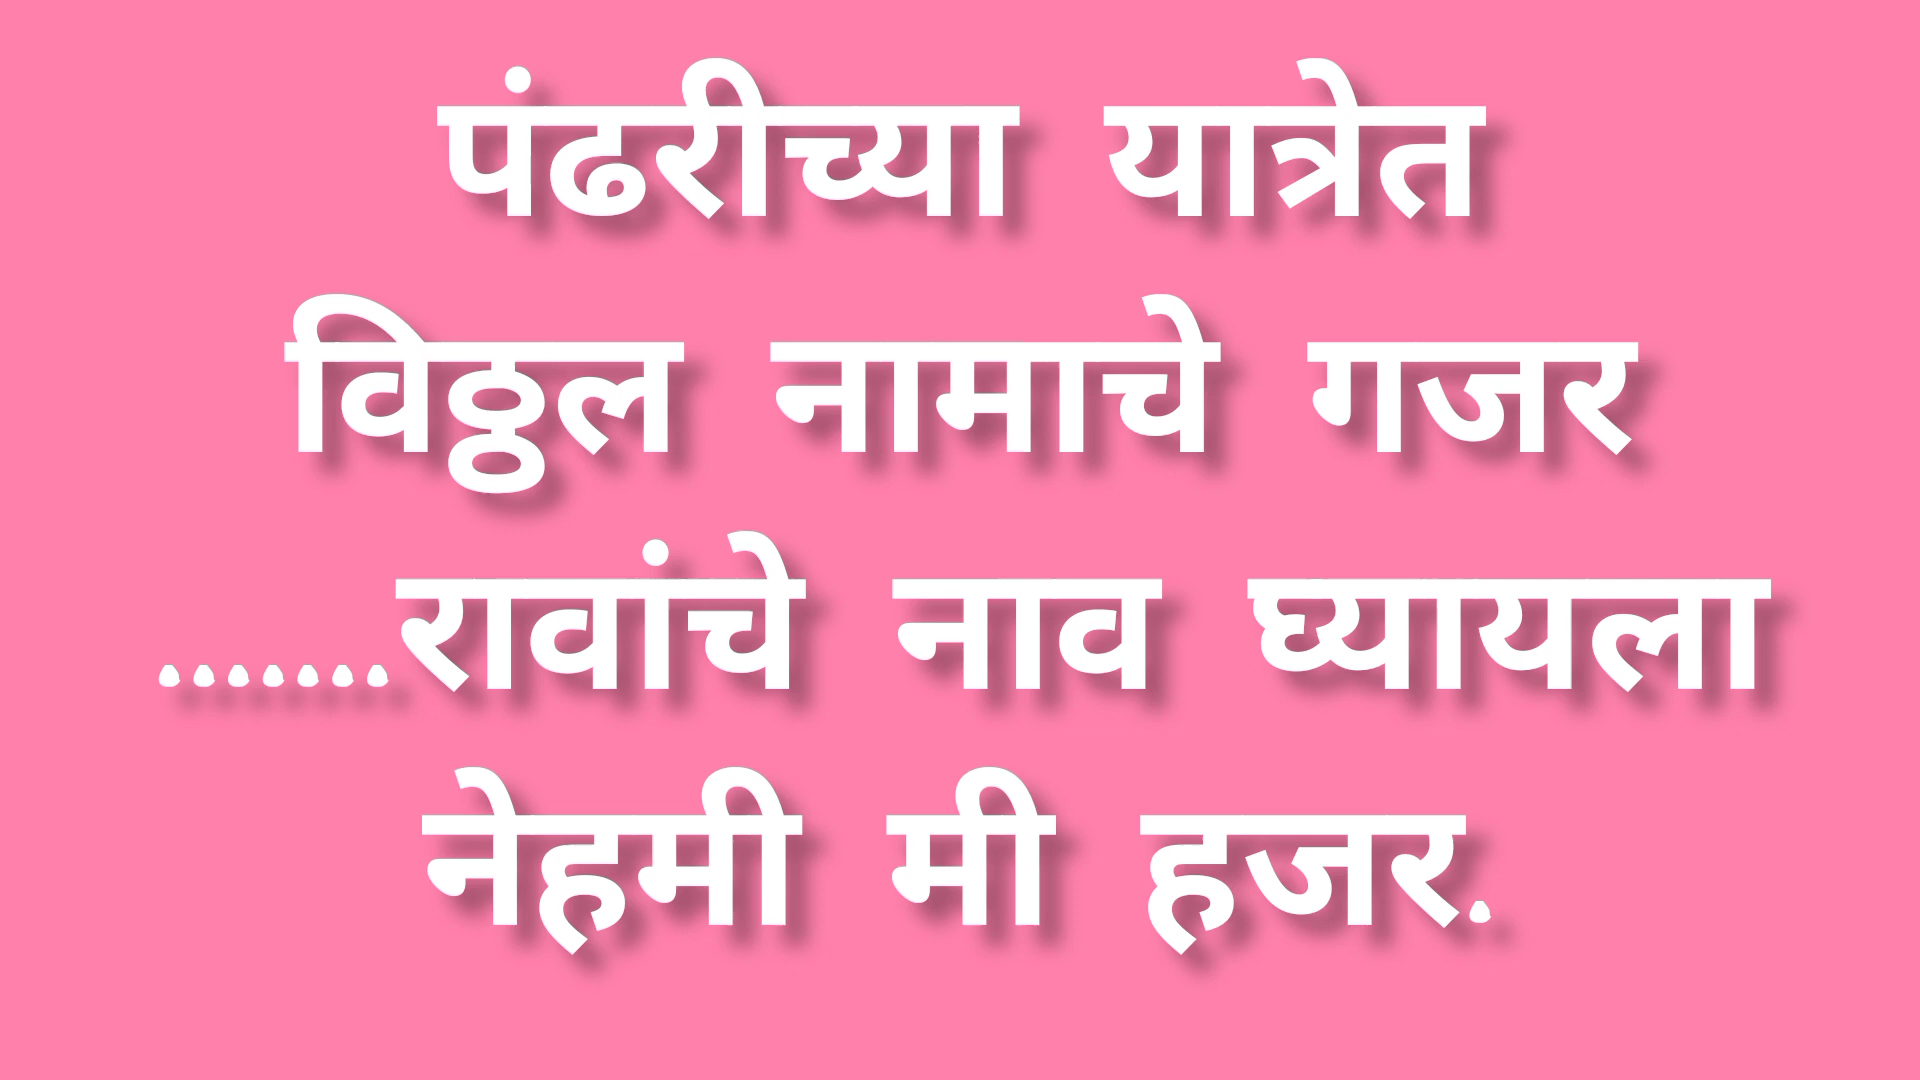 पंढरीच्या यात्रेत
विठ्ठल नामाचे गजर
.......रावांचे नाव घ्यायला
नेहमी मी हजर.